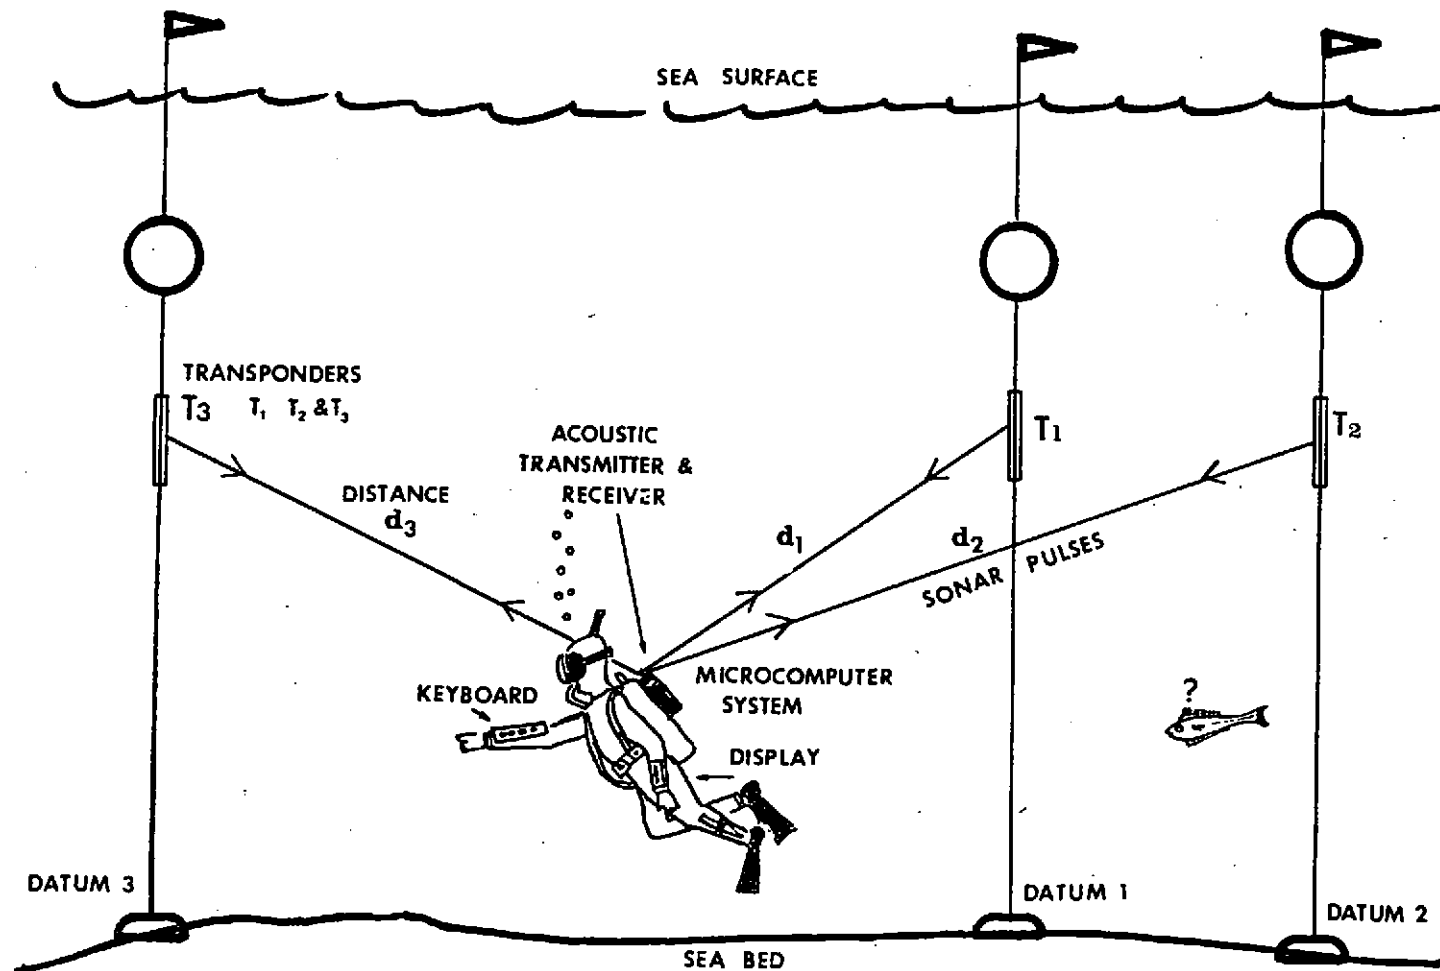 SEA SURFACE
TRANSPONDERS
T3 T₁ T₂ & T₃
ACOUSTIC
TRANSMITTER &
RECEIVER
T1
T2
DISTANCE
d₃
d₁
d₂
SONAR PULSES
KEYBOARD
MICROCOMPUTER
SYSTEM
?
DISPLAY
DATUM 3
DATUM 1
DATUM 2
SEA BED